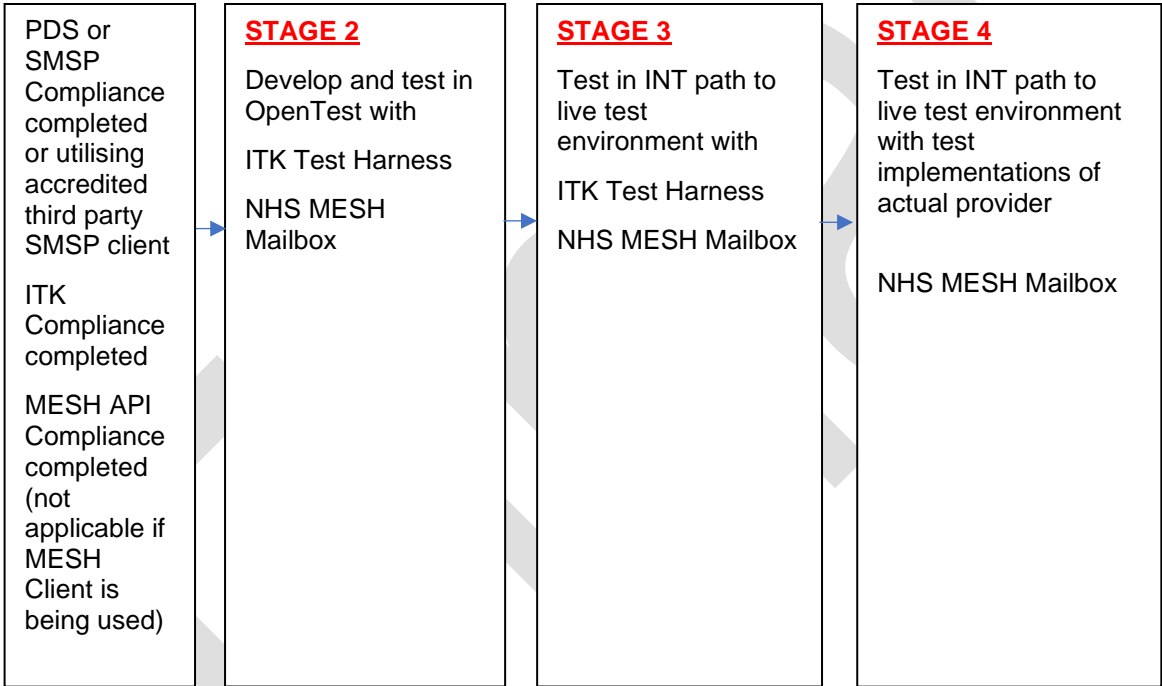 PDS or
SMSP
Compliance
completed
or utilising
accredited
third party
SMSP client
ITK
Compliance
completed
MESH API
Compliance
completed
(not
applicable if
MESH
Client is
being used)
STAGE 2
Develop and test in
OpenTest with
ITK Test Harness
NHS MESH
Mailbox
STAGE 3
Test in INT path to
live test
environment with
ITK Test Harness
NHS MESH Mailbox
STAGE 4
Test in INT path to
live test environment
with test
implementations of
actual provider
NHS MESH Mailbox